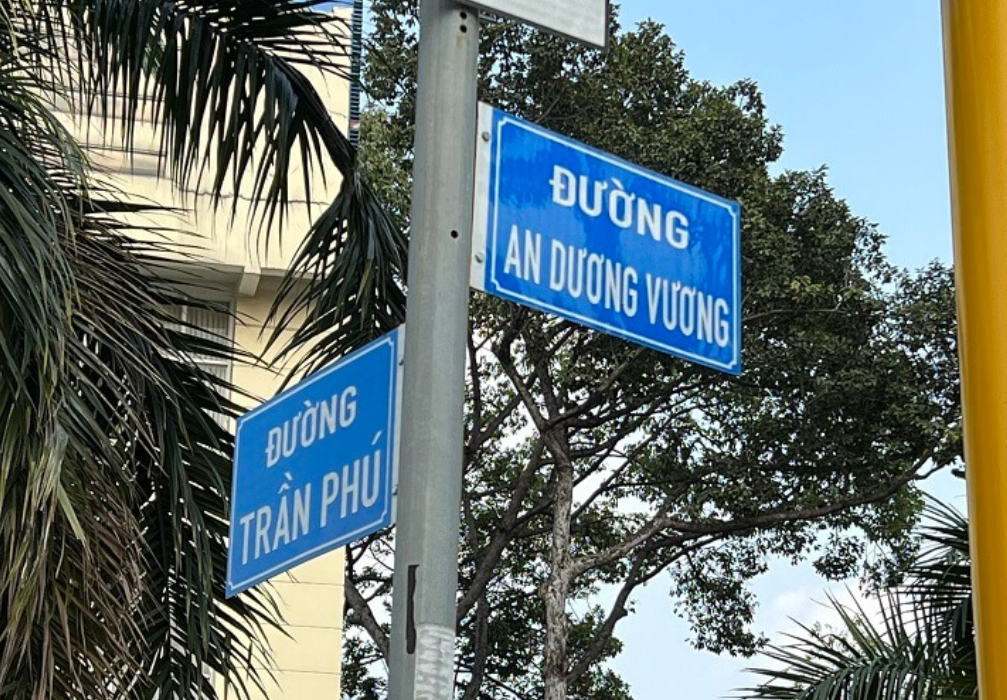 ĐƯỜNG
AN DƯƠNG VƯƠNG
ĐƯỜNG
TRẦN PHÚ